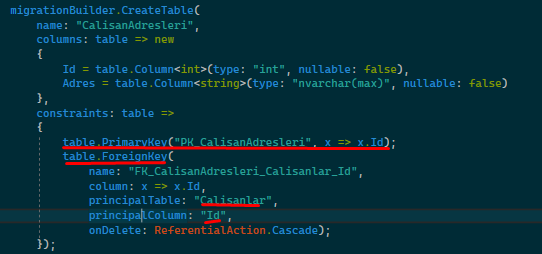 migrationBuilder.CreateTable(
name: "CalisanAdresleri",
columns: table => new
{
Id = table.Column<int>(type: "int", nullable: false),
Adres = table.Column<string>(type: "nvarchar(max)", nullable: false)
},
constraints: table =>
{
table.PrimaryKey("PK_CalisanAdresleri", x => x.Id);
table.ForeignKey(
name: "FK_CalisanAdresleri_Calisanlar_Id",
column: x => x.Id,
principalTable: "Calisanlar",
principalColumn: "Id",
onDelete: ReferentialAction.Cascade);
});